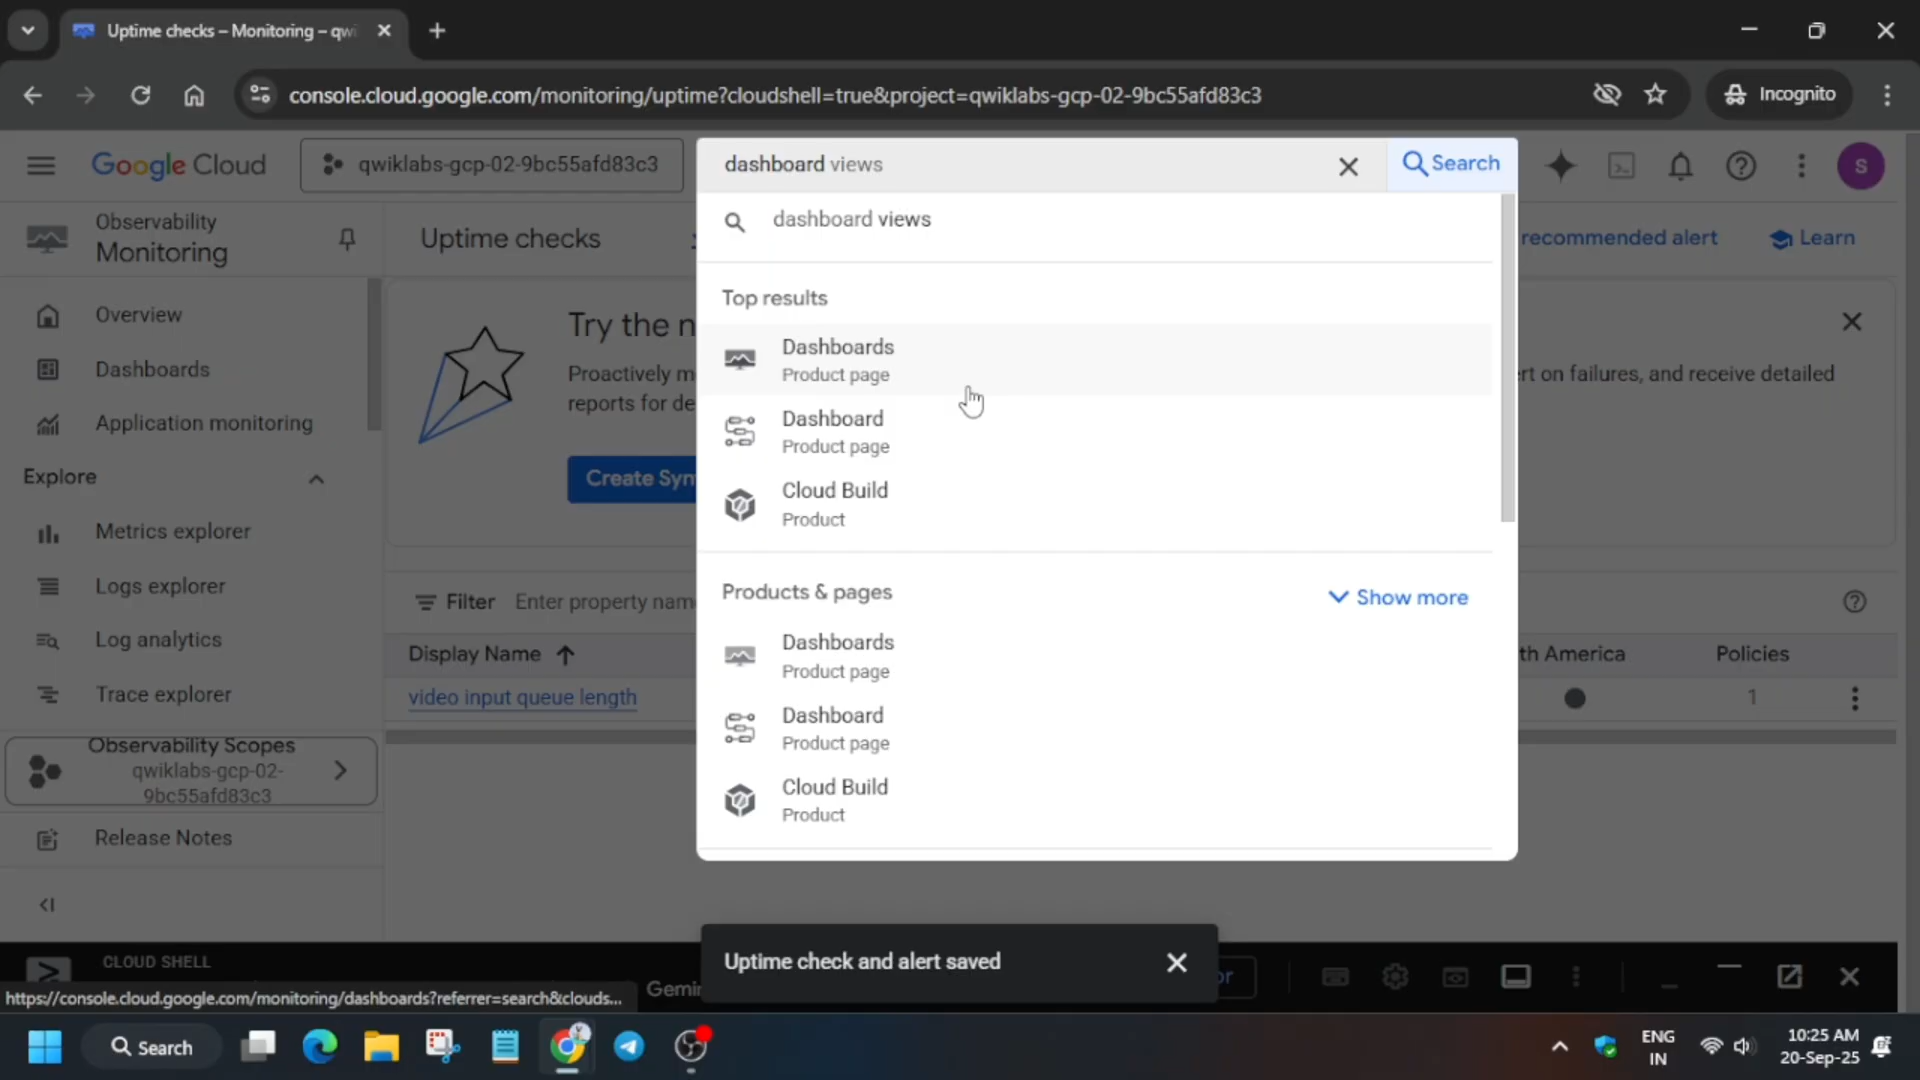 Uptime checks – Monitoring – qwi
console.cloud.google.com/monitoring/uptime?cloudshell=true&project=qwiklabs-gcp-02-9bc55afd83c3
Incognito
Google Cloud
qwiklabs-gcp-02-9bc55afd83c3
dashboard views
Search
S
Observability
Monitoring
Uptime checks
recommended alert
Learn
dashboard views
Overview
Dashboards
Application monitoring
Explore
Metrics explorer
Logs explorer
Log analytics
Trace explorer
Observability Scopes
qwiklabs-gcp-02-
9bc55afd83c3
Release Notes
Try the n
Proactively m
rt on failures, and receive detailed
reports for de
Create Syn
Top results
Dashboards
Product page
Dashboard
Product page
Cloud Build
Product
Products & pages
Show more
Dashboards
Product page
Dashboard
Product page
Cloud Build
Product
Filter
Enter property nam
Display Name
th America
Policies
video input queue length
1
CLOUD SHELL
Gemin
or
Uptime check and alert saved
https://console.cloud.google.com/monitoring/dashboards?referrer=search&clouds...
Search
ENG
IN
10:25 AM
20-Sep-25